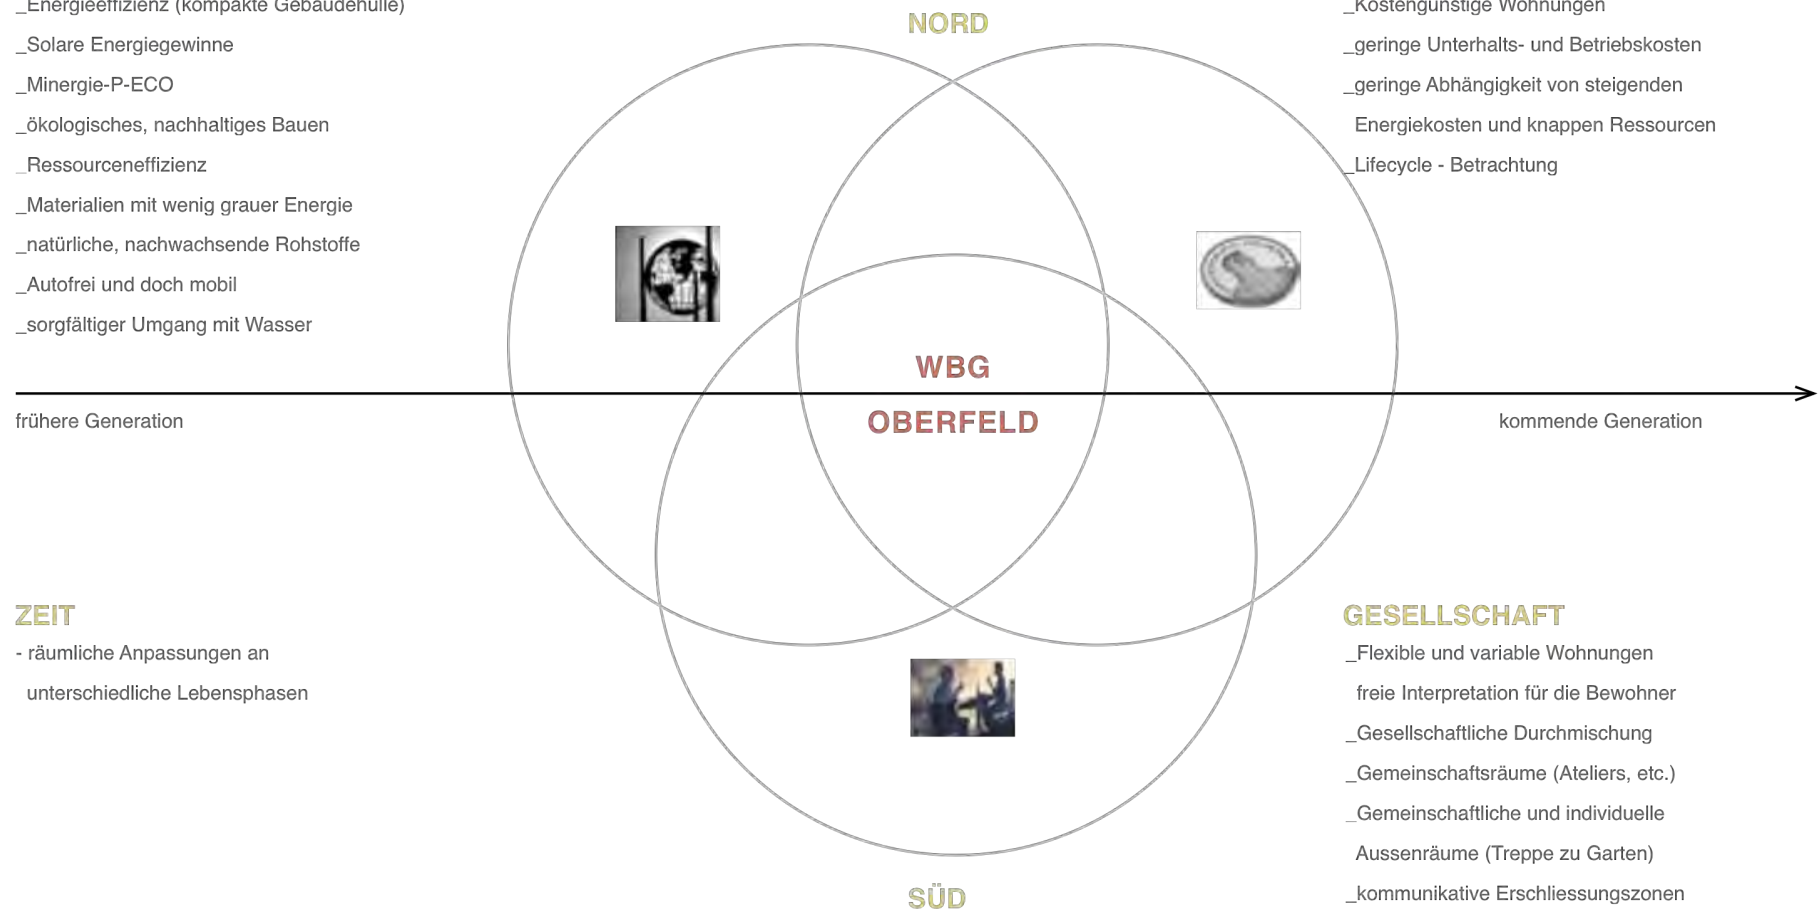 _Energieeffizienz (kompakte Gebäudehülle)
_Solare Energiegewinne
_Minergie-P-ECO
_ökologisches, nachhaltiges Bauen
_Ressourceneffizienz
_Materialien mit wenig grauer Energie
_natürliche, nachwachsende Rohstoffe
_Autofrei und doch mobil
_sorgfältiger Umgang mit Wasser
NORD
_Kostengünstige Wohnungen
_geringe Unterhalts- und Betriebskosten
_geringe Abhängigkeit von steigenden
Energiekosten und knappen Ressourcen
_Lifecycle - Betrachtung
WBG
OBERFELD
frühere Generation
kommende Generation
ZEIT
- räumliche Anpassungen an
unterschiedliche Lebensphasen
GESELLSCHAFT
_Flexible und variable Wohnungen
freie Interpretation für die Bewohner
_Gesellschaftliche Durchmischung
_Gemeinschaftsräume (Ateliers, etc.)
_Gemeinschaftliche und individuelle
Aussenräume (Treppe zu Garten)
_kommunikative Erschliessungszonen
SÜD